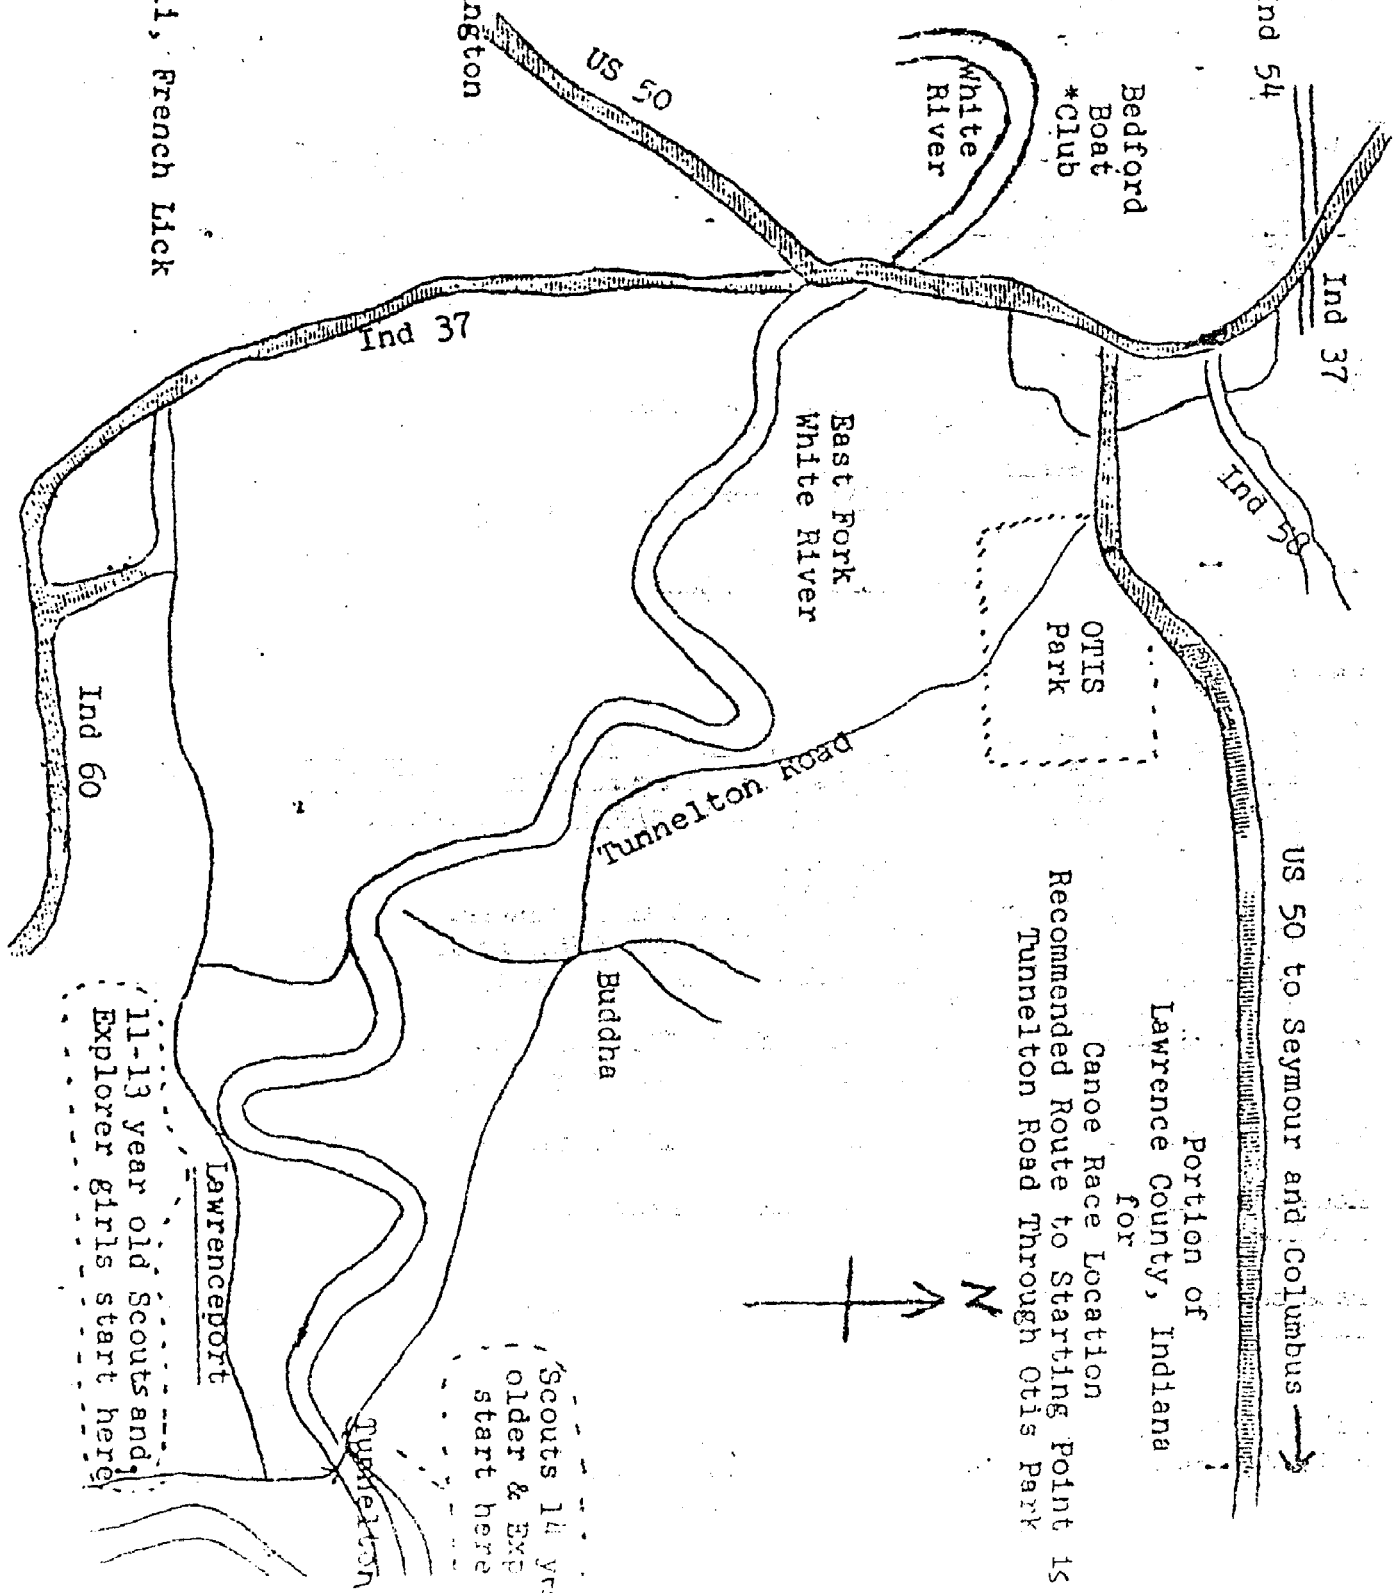 US 50 to Seymour and Columbus
Portion of
Lawrence County, Indiana
for
Canoe Race Location
Recommended Route to Starting Point is
Tunnelton Road Through Otis Park
Ind 37
Ind 58
Bedford
Boat
*Club
OTIS
Park
White
River
East Fork
White River
US 50
Tunnelton Road
Buddha
N
Ind 37
French Lick
Ind 60
Scouts 14
older &
start here
Tunnelton
Lawrenceport
11-13 year old Scouts and
Explorer girls start here